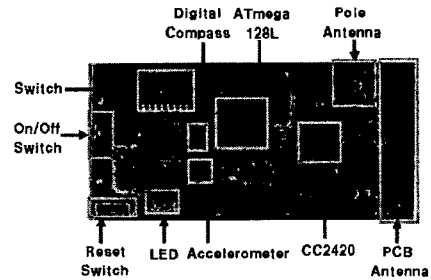 Digital Compass
ATmega 128L
Pole Antenna
Switch
On/Off Switch
Reset Switch
LED
Accelerometer
CC2420
PCB Antenna